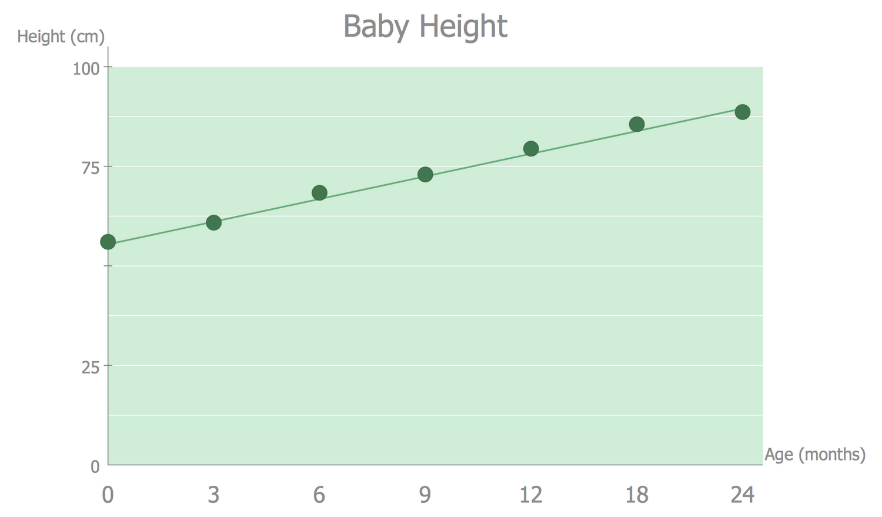 Baby Height
Height (cm)
100
75
25
0
Age (months)
0 3 6 9 12 18 24